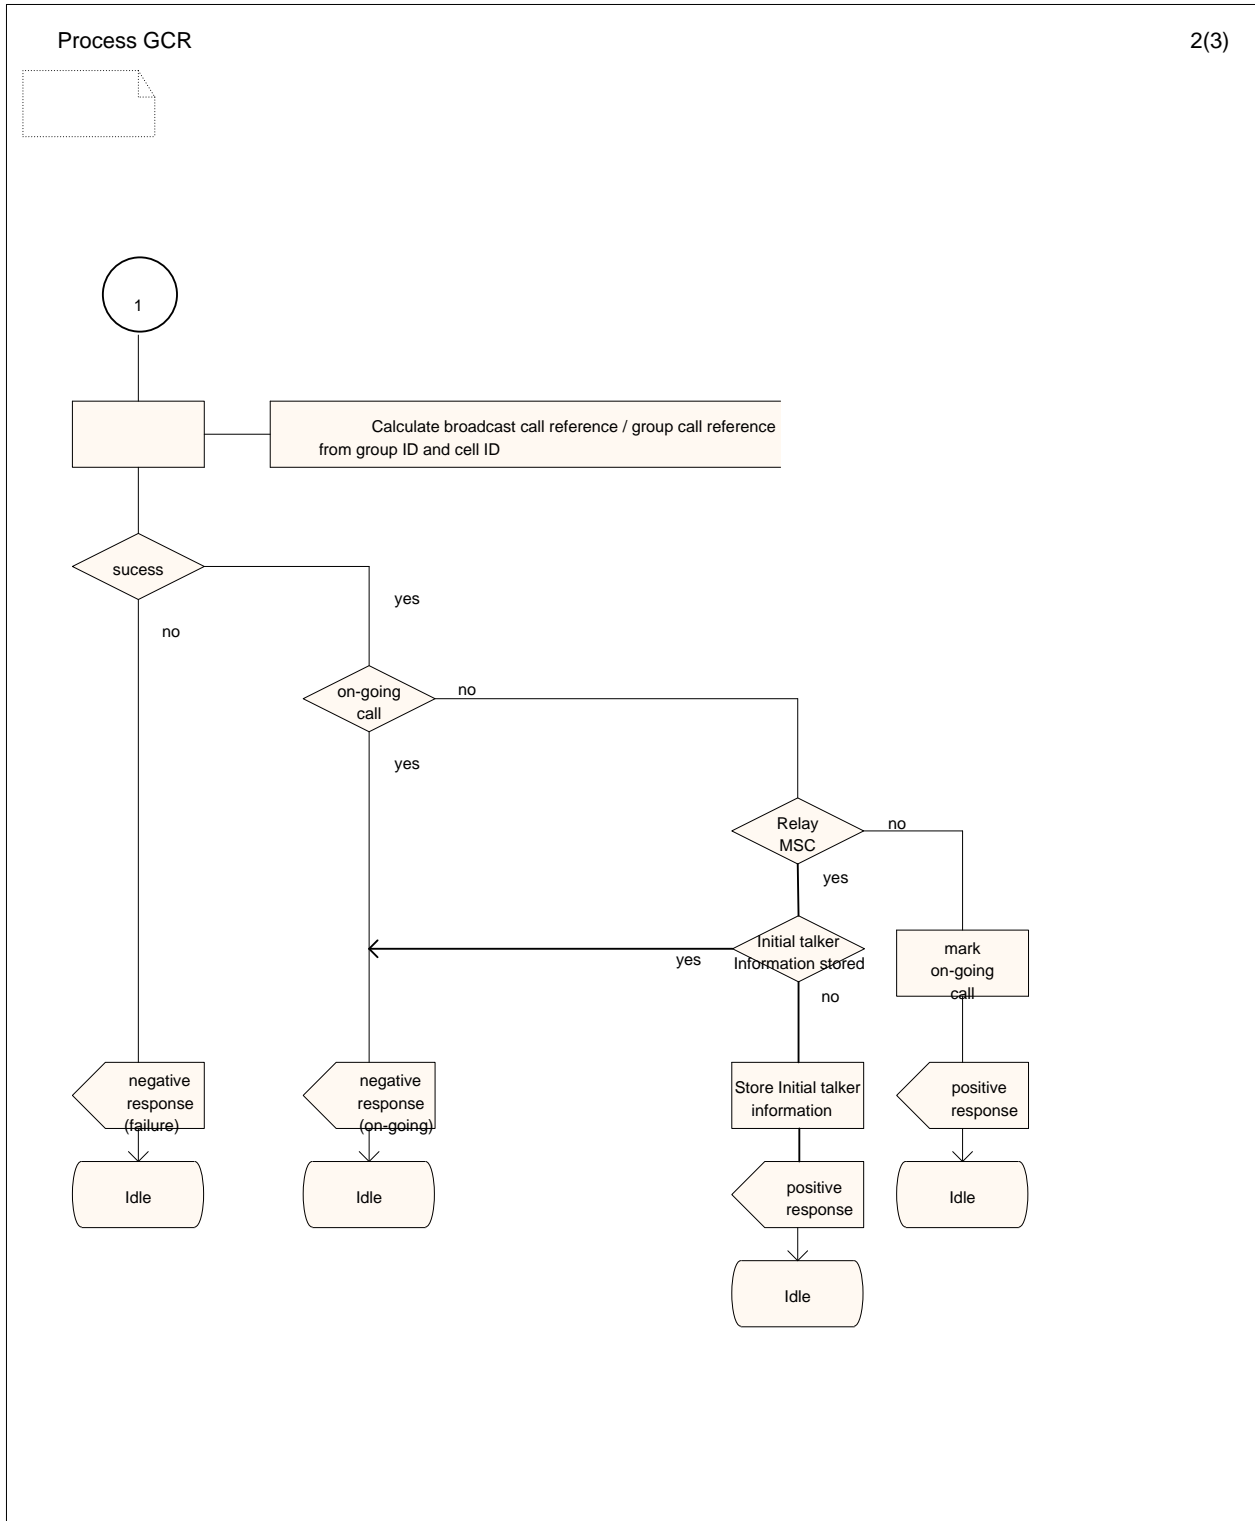 Process GCR
2(3)
1
Calculate broadcast call reference / group call reference
from group ID and cell ID
sucess
yes
no
on-going
call
no
yes
Relay
MSC
no
yes
Initial talker
Information stored
yes
no
mark
on-going
call
negative
response
(failure)
negative
response
(on-going)
Store Initial talker
information
positive
response
Idle
Idle
positive
response
Idle
Idle